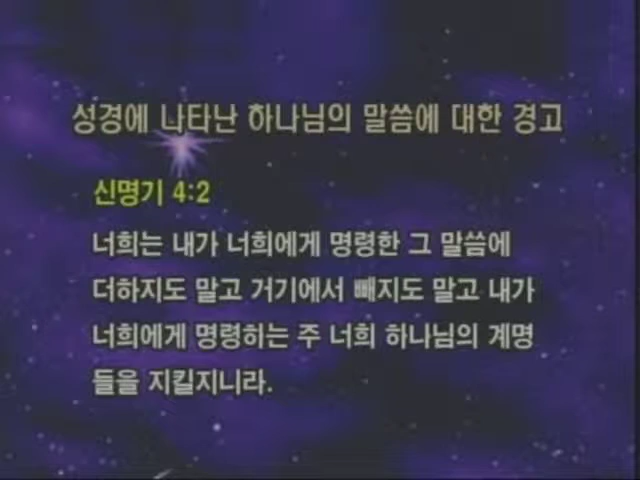 성경에 나타난 하나님의 말씀에 대한 경고
신명기 4:2
너희는 내가 너희에게 명령한 그 말씀에
더하지도 말고 거기에서 빼지도 말고 내가
너희에게 명령하는 주 너희 하나님의 계명
들을 지킬지니라.